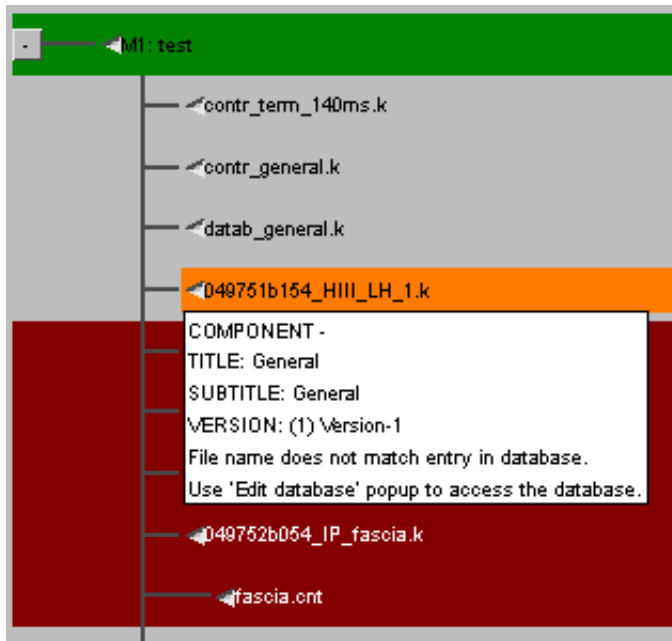 -
M1: test
contr_term_140ms.k
contr_general.k
datab_general.k
049751b154_HIII_LH_1.k
COMPONENT -
TITLE: General
SUBTITLE: General
VERSION: (1) Version-1
File name does not match entry in database.
Use 'Edit database' popup to access the database.
049752b054_IP_fascia.k
fascia.cnt